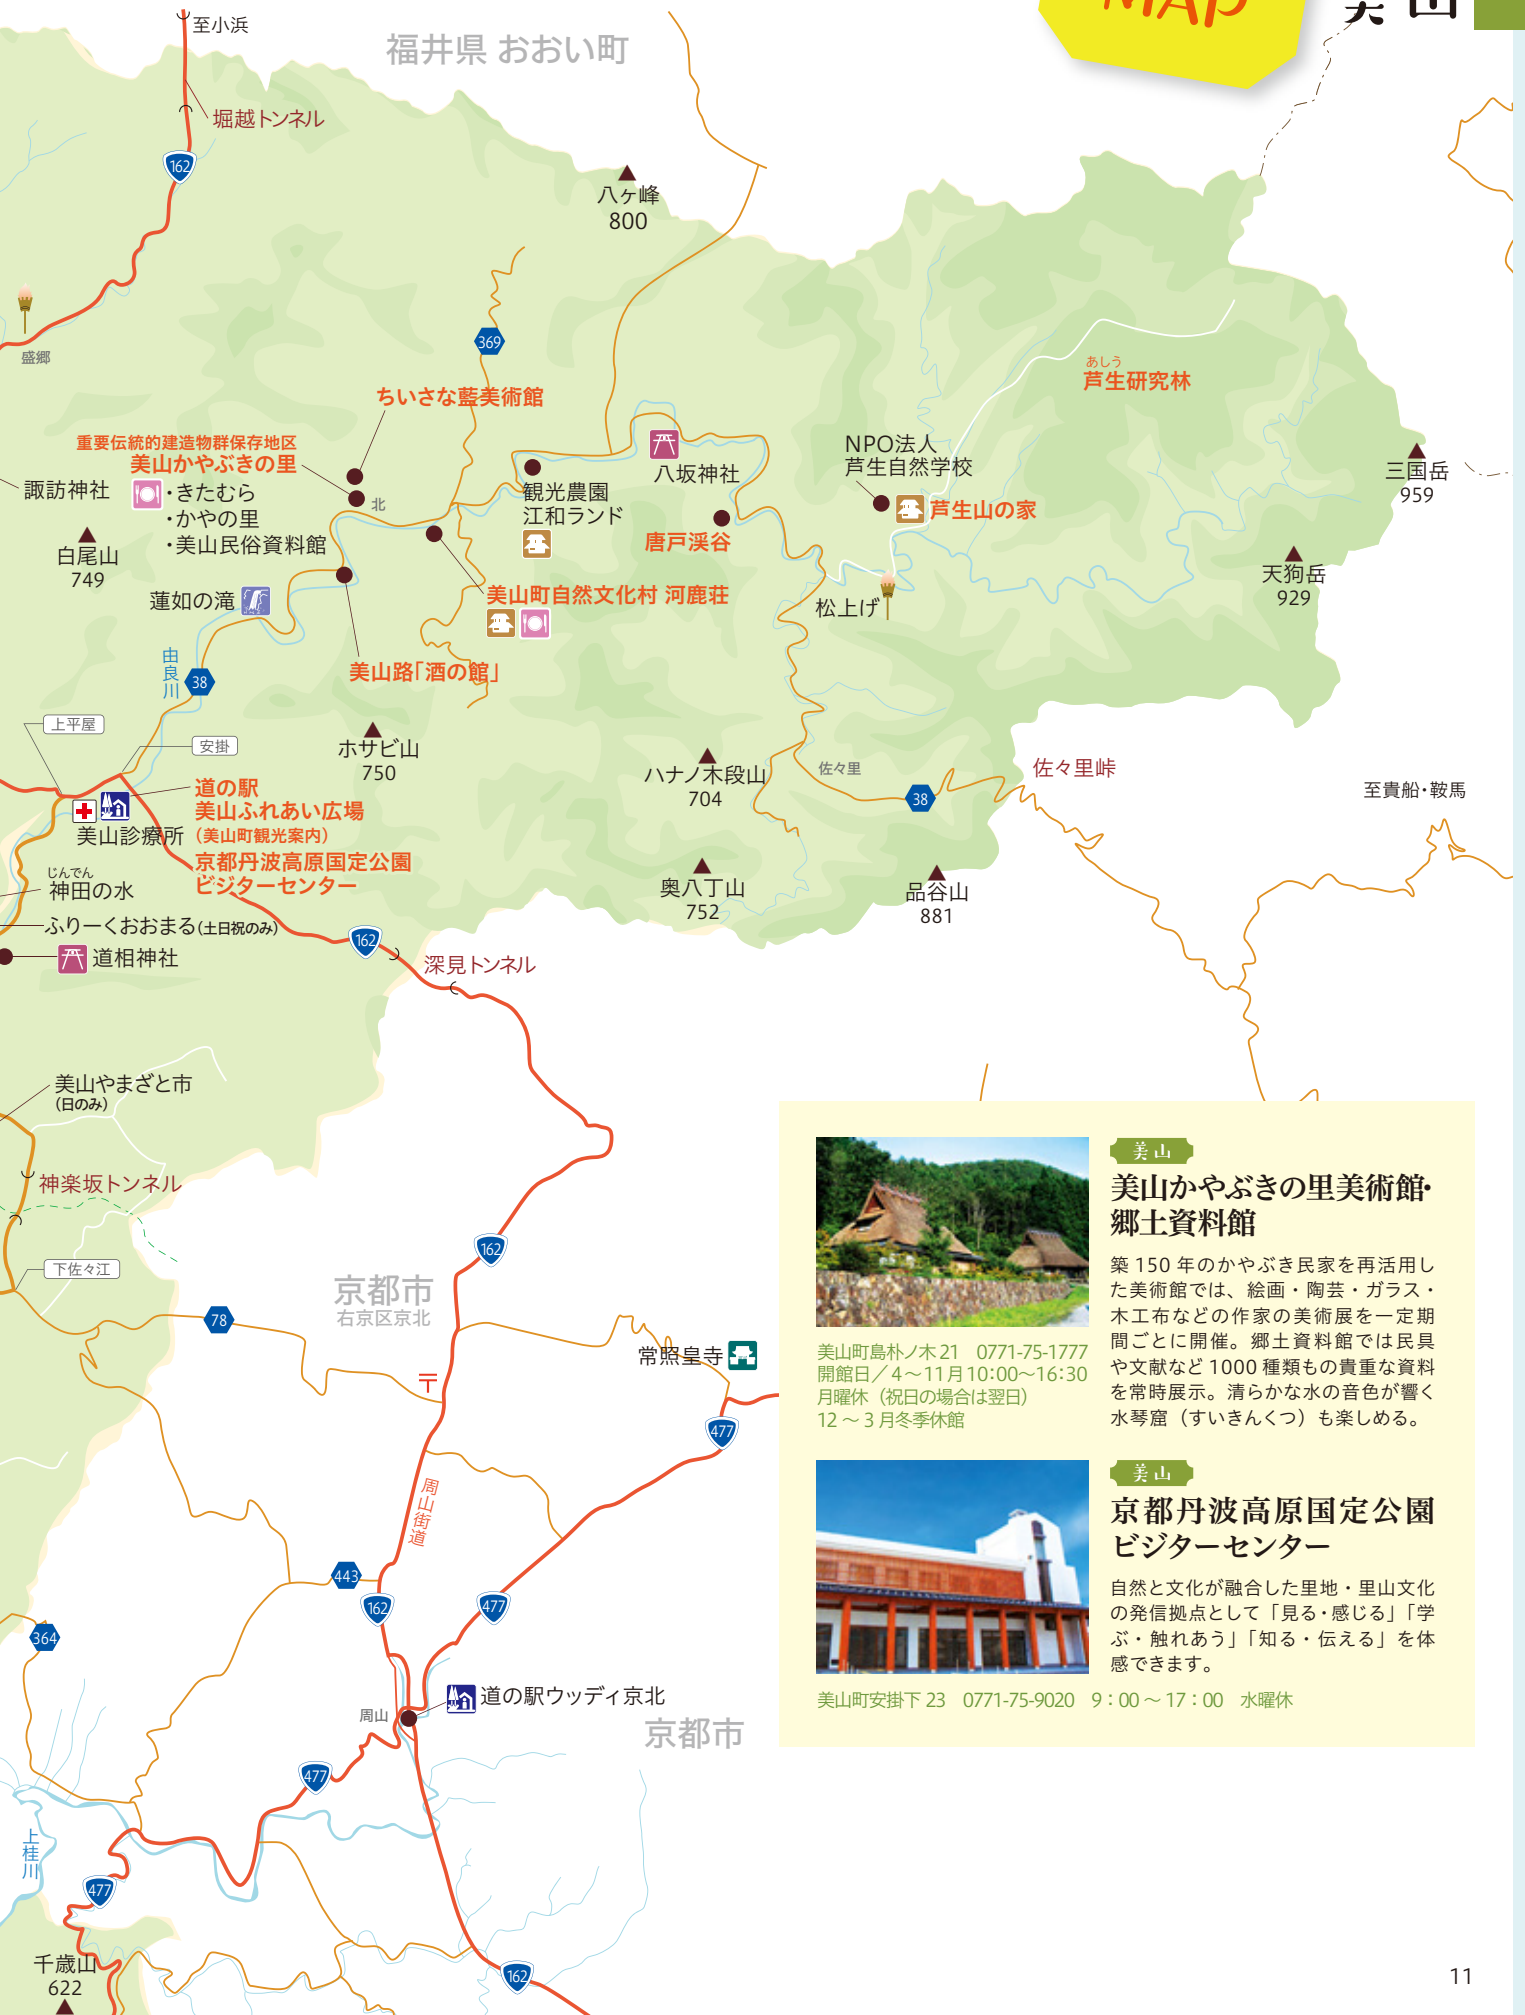 MAP
美山
至小浜
福井県 おおい町
堀越トンネル
162
八ヶ峰
800
盛郷
369
ちいさな藍美術館
重要伝統的建造物群保存地区
美山かやぶきの里
・きたむら
・かやの里
・美山民俗資料館
諏訪神社
北
白尾山
749
蓮如の滝
観光農園
江和ランド
八坂神社
唐戸渓谷
NPO法人
芦生自然学校
芦生山の家
あしう
芦生研究林
三国岳
959
天狗岳
929
松上げ
美山町自然文化村 河鹿荘
美山路「酒の館」
由良川
38
上平屋
安掛
ホサビ山
750
ハナノ木段山
704
佐々里
38
佐々里峠
至貴船・鞍馬
道の駅
美山ふれあい広場
(美山町観光案内)
京都丹波高原国定公園
ビジターセンター
美山診療所
じんでん
神田の水
ふりーくおおまる(土日祝のみ)
道相神社
162
深見トンネル
奥八丁山
752
品谷山
881
美山やまざと市
(日のみ)
神楽坂トンネル
下佐々江
78
京都市
右京区京北
162
常照皇寺
〒
477
周山街道
443
162
477
364
道の駅ウッディ京北
周山
京都市
477
上桂川
477
千歳山
622
162
美山
美山かやぶきの里美術館・
郷土資料館
築 150 年のかやぶき民家を再活用し
た美術館では、絵画・陶芸・ガラス・
木工布などの作家の美術展を一定期
間ごとに開催。郷土資料館では民具
や文献など 1000 種類もの貴重な資料
を常時展示。清らかな水の音色が響く
水琴窟（すいきんくつ）も楽しめる。
美山町島朴ノ木 21　0771-75-1777
開館日／4～11月10:00～16:30
月曜休（祝日の場合は翌日）
12 ～ 3 月冬季休館
美山
京都丹波高原国定公園
ビジターセンター
自然と文化が融合した里地・里山文化
の発信拠点として「見る・感じる」「学
ぶ・触れあう」「知る・伝える」を体
感できます。
美山町安掛下 23　0771-75-9020　9：00 ～ 17：00　水曜休
11